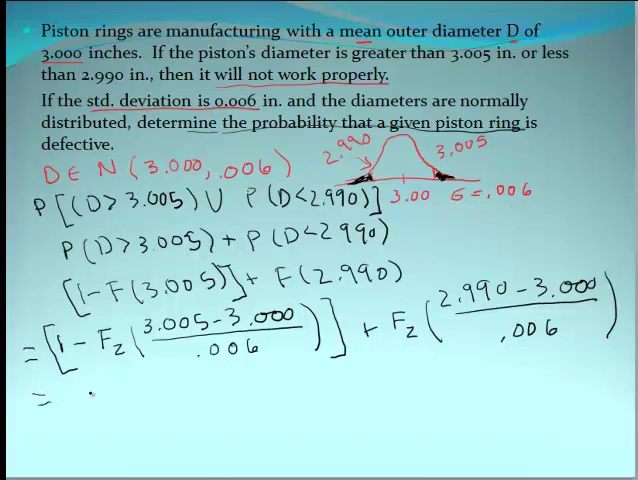 Piston rings are manufacturing with a mean outer diameter D of
3.000 inches. If the piston's diameter is greater than 3.005 in. or less
than 2.990 in., then it will not work properly.
If the std. deviation is 0.006 in. and the diameters are normally
distributed, determine the probability that a given piston ring is
defective.
2.990 3.005
D ∈ N (3.000, .006)
3.00 σ = .006
P [(D > 3.005) ∪ P (D < 2.990)]
P (D > 3.005) + P (D < 2.990)
[1 - F (3.005)] + F (2.990)
= [1 - Fz (3.005 - 3.000 / .006)] + Fz (2.990 - 3.000 / .006)
=